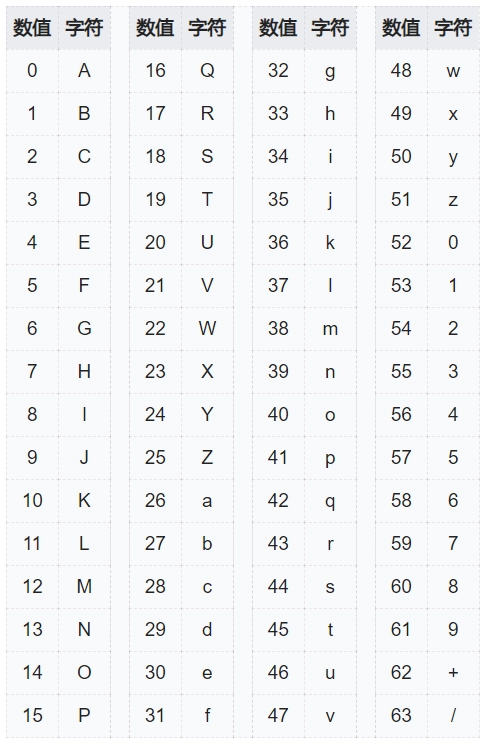 数值 字符 数值 字符 数值 字符 数值 字符
0 A 16 Q 32 g 48 w
1 B 17 R 33 h 49 x
2 C 18 S 34 i 50 y
3 D 19 T 35 j 51 z
4 E 20 U 36 k 52 0
5 F 21 V 37 l 53 1
6 G 22 W 38 m 54 2
7 H 23 X 39 n 55 3
8 I 24 Y 40 o 56 4
9 J 25 Z 41 p 57 5
10 K 26 a 42 q 58 6
11 L 27 b 43 r 59 7
12 M 28 c 44 s 60 8
13 N 29 d 45 t 61 9
14 O 30 e 46 u 62 +
15 P 31 f 47 v 63 /